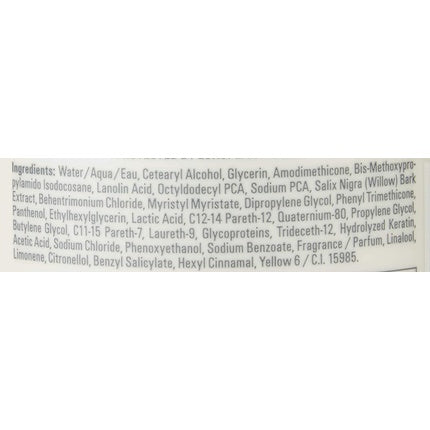 Ingredients: Water/Aqua/Eau, Cetearyl Alcohol, Glycerin, Amodimethicone, Bis-Methoxypro-
pylamido Isodocosane, Lanolin Acid, Octyldodecyl PCA, Sodium PCA, Salix Nigra (Willow) Bark
Extract, Behentrimonium Chloride, Myristyl Myristate, Dipropylene Glycol, Phenyl Trimethicone,
Panthenol, Ethylhexylglycerin, Lactic Acid, C12-14 Pareth-12, Quaternium-80, Propylene Glycol,
Butylene Glycol, C11-15 Pareth-7, Laureth-9, Glycoproteins, Trideceth-12, Hydrolyzed Keratin,
Acetic Acid, Sodium Chloride, Phenoxyethanol, Sodium Benzoate, Fragrance / Parfum, Linalool,
Limonene, Citronellol, Benzyl Salicylate, Hexyl Cinnamal, Yellow 6 / C.I. 15985.